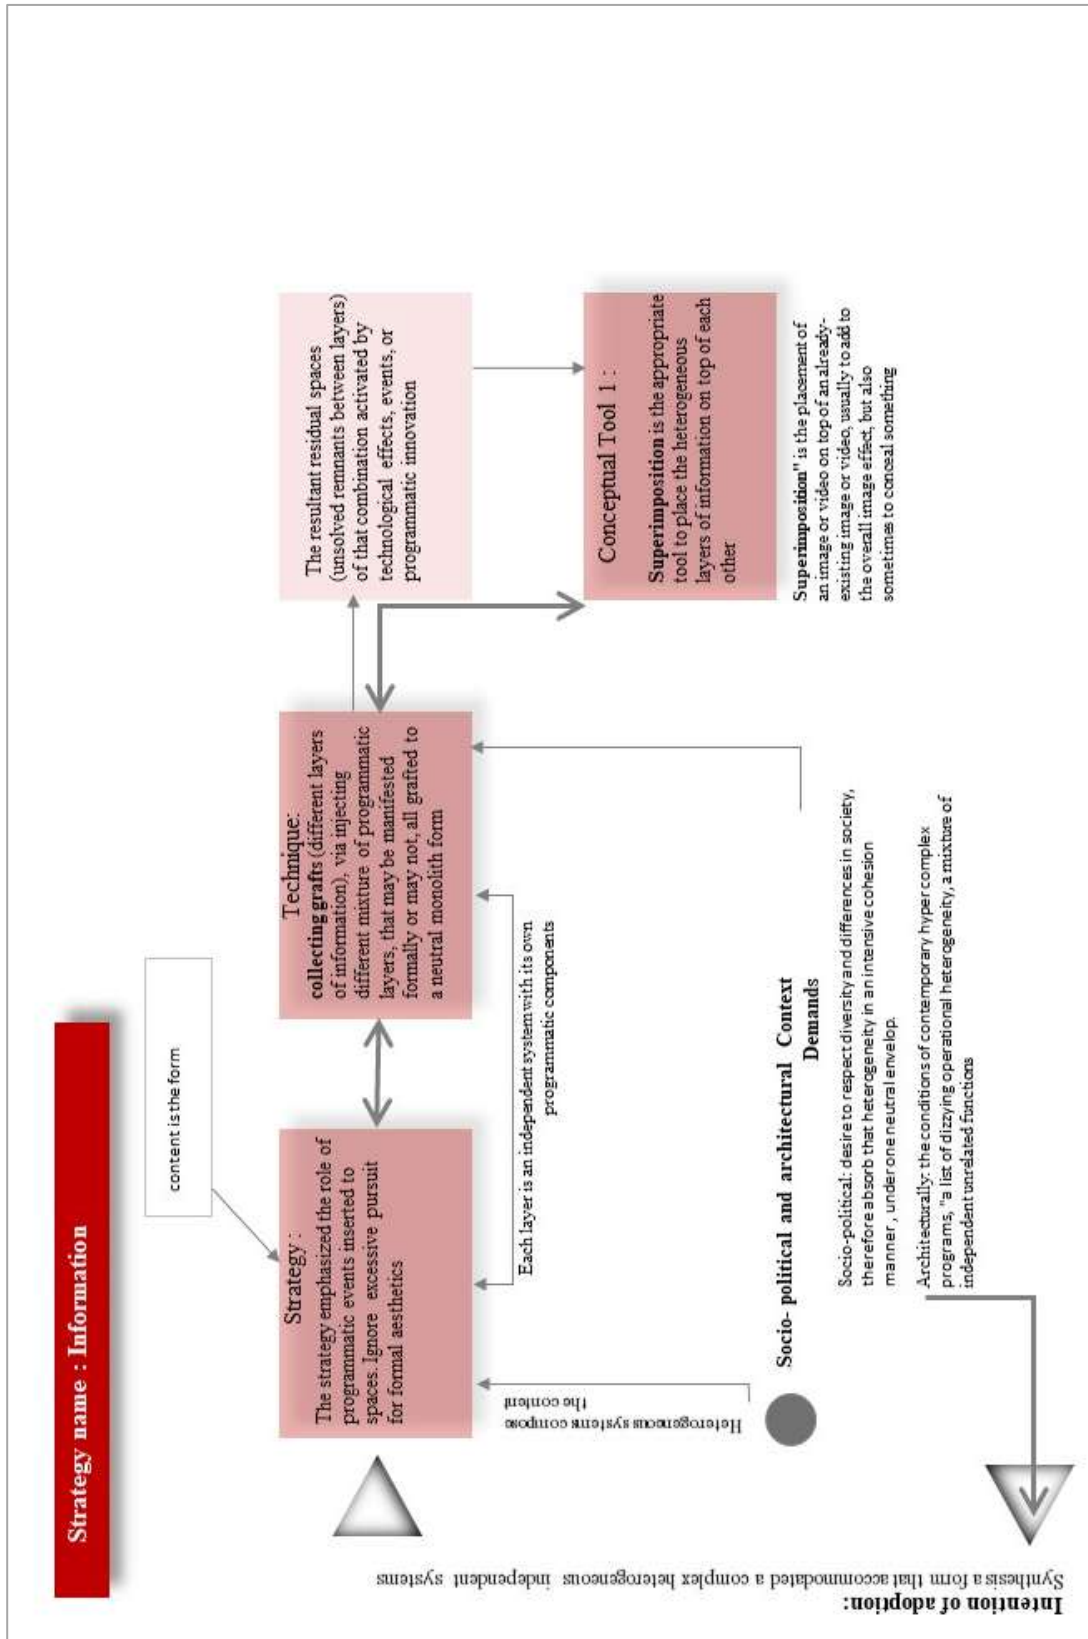 Strategy name : Information
content is the form
Strategy :
The strategy emphasized the role of
programmatic events inserted to
spaces. Ignore excessive pursuit
for formal aesthetics
Technique:
collecting grafts (different layers
of information), via injecting
different mixture of programmatic
layers, that may be manifested
formally or may not, all grafted to
a neutral monolith form
The resultant residual spaces
(unsolved remnants between layers)
of that combination activated by
technological effects, events, or
programmatic innovation
Each layer is an independent system with its own
programmatic components
Conceptual Tool 1 :
Superimposition is the appropriate
tool to place the heterogeneous
layers of information on top of each
other
Superimposition" is the placement of
an image or video on top of an already-
existing image or video, usually to add to
the overall image effect, but also
sometimes to conceal something
Heterogeneous systems compose
the content
Socio- political and architectural Context
Demands
Socio-political: desire to respect diversity and differences in society,
therefore absorb that heterogeneity in an intensive cohesion
manner , under one neutral envelop.
Architecturally: the conditions of contemporary hyper complex
programs, "a list of dizzying operational heterogeneity, a mixture of
independent unrelated functions
Intention of adoption:
Synthesis a form that accommodated a complex heterogeneous independent systems